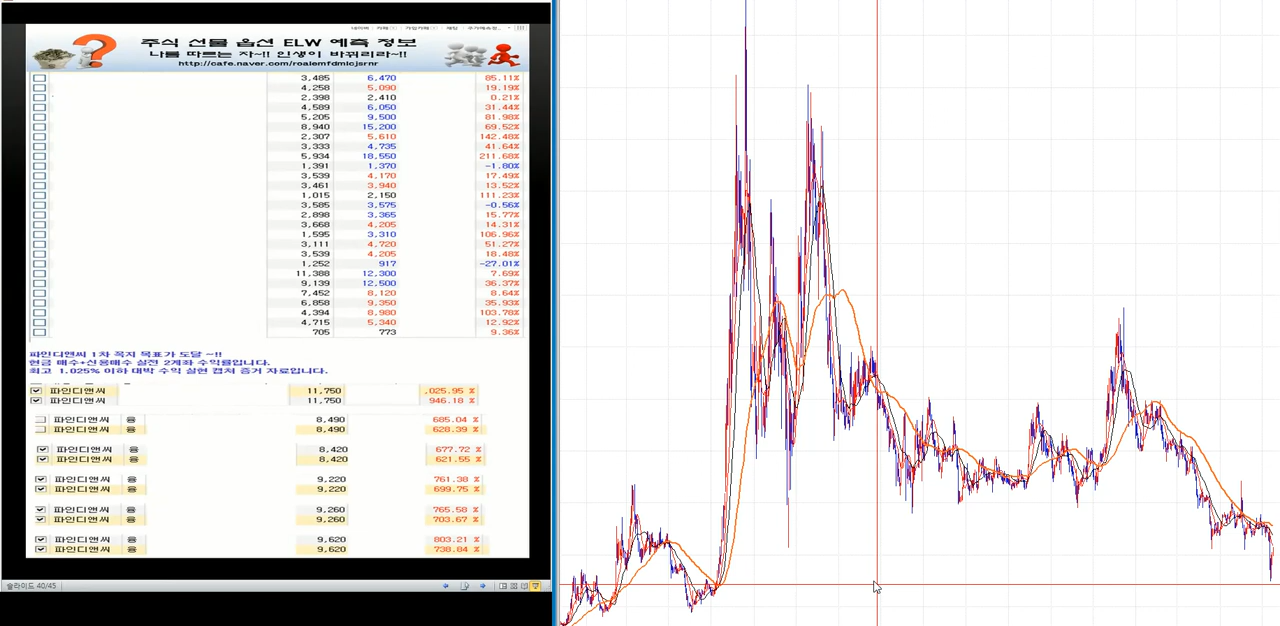 주식 선물 옵션 ELW 예측 정보
나를 따르는 자~!! 인생이 바뀌리라~!!
http://cafe.naver.com/roalemfdmlcjsrnr
3,485 6,470 85.11%
4,258 5,090 19.19%
2,398 2,410 0.21%
4,589 6,050 31.44%
5,205 9,500 81.98%
8,940 15,200 69.52%
2,307 5,610 142.48%
3,333 4,735 41.64%
5,934 18,550 211.68%
1,391 1,370 -1.80%
3,539 4,170 17.49%
3,461 3,940 13.52%
1,015 2,150 111.23%
3,585 3,575 -0.56%
2,898 3,365 15.77%
3,668 4,205 14.31%
1,595 3,310 106.96%
3,111 4,720 51.27%
3,539 4,205 18.48%
1,252 917 -27.01%
11,388 12,300 7.69%
9,139 12,500 36.37%
7,452 8,120 8.64%
6,858 9,350 35.93%
4,394 8,980 103.78%
4,715 5,340 12.92%
705 773 9.36%
파인디앤씨 1차 꼭지 목표가 도달 ~!!
현금 매수+신용매수 실전 2계좌 수익률입니다.
최고 1.025% 이하 대박 수익 실현 캡처 증거 자료입니다.
파인디앤씨 11,750 ,025.95 %
파인디앤씨 11,750 946.18 %
파인디앤씨 융 8,490 685.04 %
파인디앤씨 융 8,490 628.39 %
파인디앤씨 융 8,420 677.72 %
파인디앤씨 융 8,420 621.55 %
파인디앤씨 융 9,220 761.38 %
파인디앤씨 융 9,220 699.75 %
파인디앤씨 융 9,260 765.58 %
파인디앤씨 융 9,260 703.67 %
파인디앤씨 융 9,620 803.21 %
파인디앤씨 융 9,620 738.84 %
슬라이드 40/45